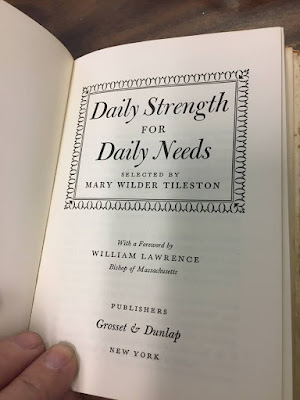 Daily Strength
FOR
Daily Needs
SELECTED BY
MARY WILDER TILESTON
With a Foreword by
WILLIAM LAWRENCE
Bishop of Massachusetts
PUBLISHERS
Grosset & Dunlap
NEW YORK